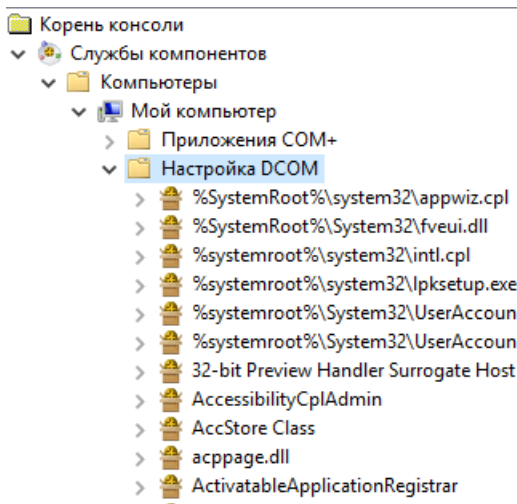 Корень консоли
Службы компонентов
Компьютеры
Мой компьютер
Приложения COM+
Настройка DCOM
%SystemRoot%\system32\appwiz.cpl
%SystemRoot%\System32\fveui.dll
%systemroot%\system32\intl.cpl
%systemroot%\system32\lpksetup.exe
%systemroot%\System32\UserAccoun
%systemroot%\System32\UserAccoun
32-bit Preview Handler Surrogate Host
AccessibilityCplAdmin
AccStore Class
acppage.dll
ActivatableApplicationRegistrar